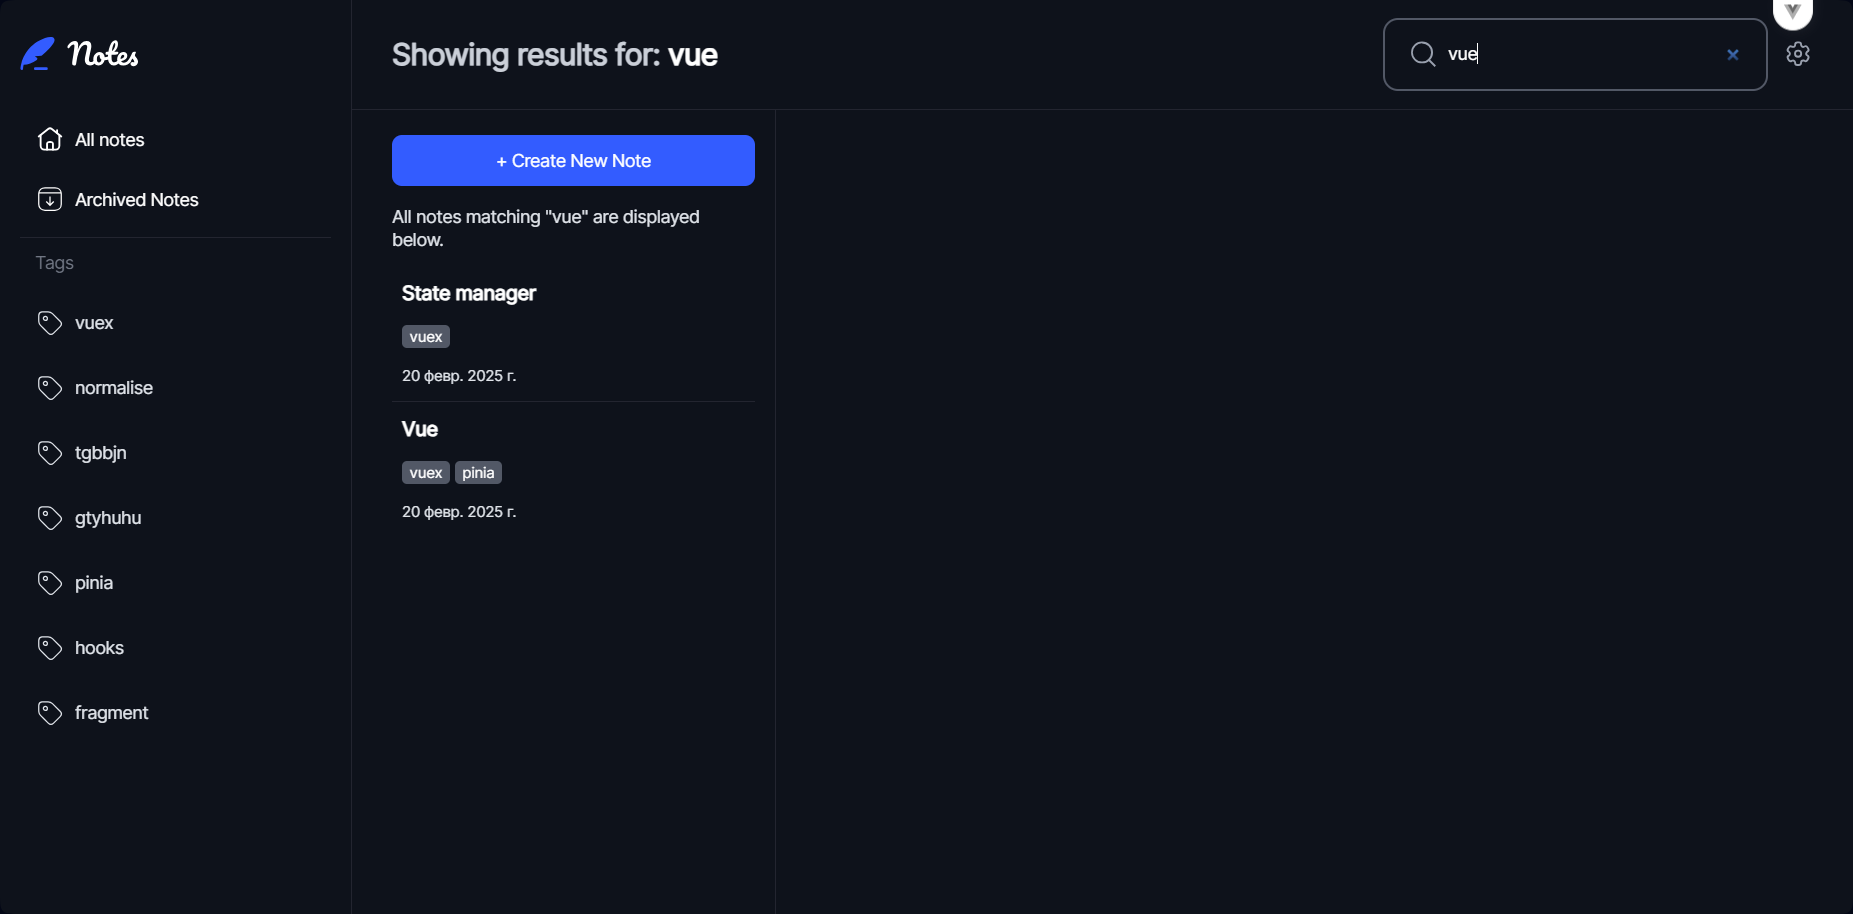 Notes
All notes
Archived Notes
Tags
vuex
normalise
tgbbjn
gtyhuhu
pinia
hooks
fragment
Showing results for: vue
vue
+ Create New Note
All notes matching "vue" are displayed
below.
State manager
vuex
20 февр. 2025 г.
Vue
vuex pinia
20 февр. 2025 г.